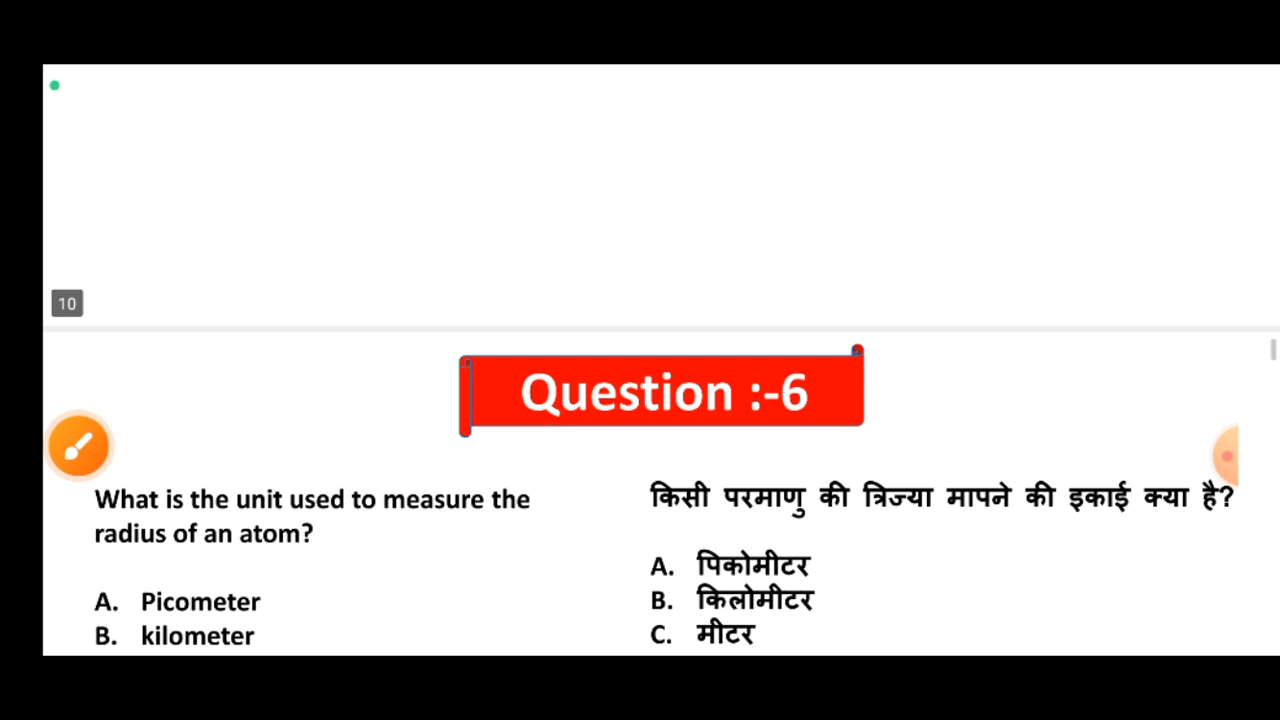 10
Question :-6
What is the unit used to measure the
radius of an atom?
A. Picometer
B. kilometer
किसी परमाणु की त्रिज्या मापने की इकाई क्या है?
A. पिकोमीटर
B. किलोमीटर
C. मीटर